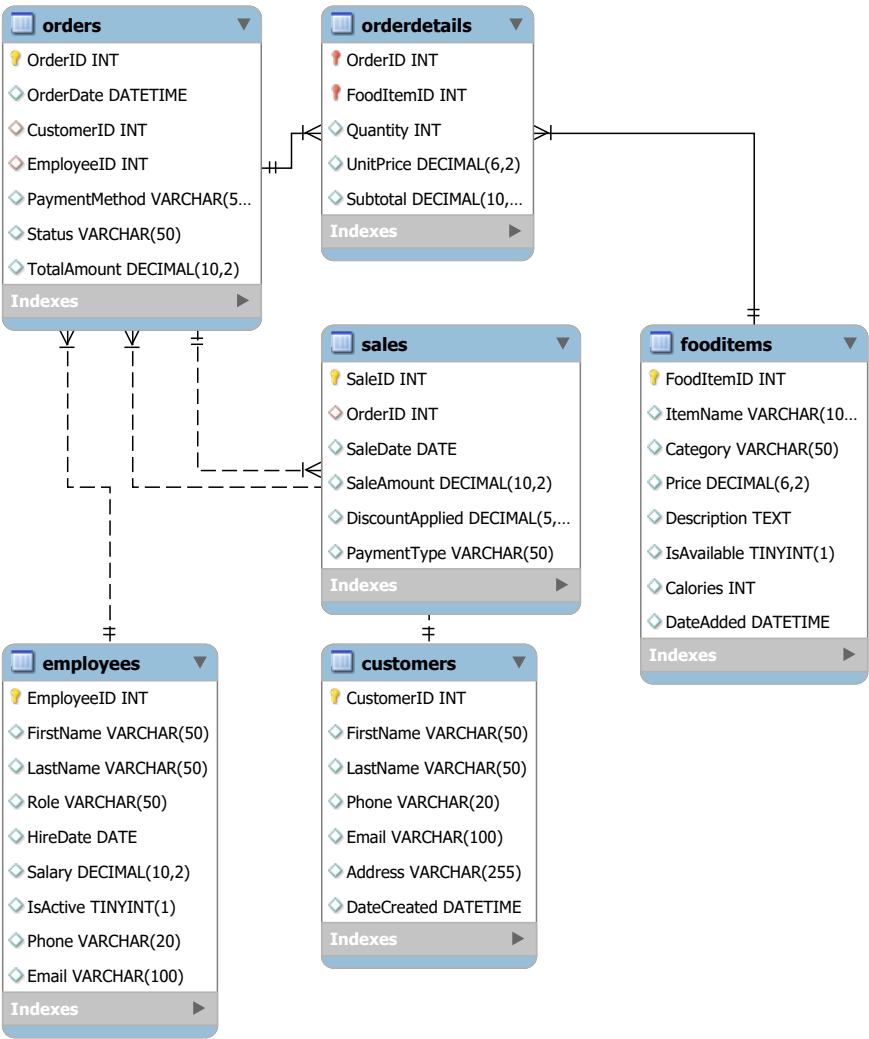 orders
OrderID INT
OrderDate DATETIME
CustomerID INT
EmployeeID INT
PaymentMethod VARCHAR(5...
Status VARCHAR(50)
TotalAmount DECIMAL(10,2)
Indexes
orderdetails
OrderID INT
FoodItemID INT
Quantity INT
UnitPrice DECIMAL(6,2)
Subtotal DECIMAL(10,...
Indexes
sales
SaleID INT
OrderID INT
SaleDate DATE
SaleAmount DECIMAL(10,2)
DiscountApplied DECIMAL(5,...
PaymentType VARCHAR(50)
Indexes
fooditems
FoodItemID INT
ItemName VARCHAR(10...
Category VARCHAR(50)
Price DECIMAL(6,2)
Description TEXT
IsAvailable TINYINT(1)
Calories INT
DateAdded DATETIME
Indexes
employees
EmployeeID INT
FirstName VARCHAR(50)
LastName VARCHAR(50)
Role VARCHAR(50)
HireDate DATE
Salary DECIMAL(10,2)
IsActive TINYINT(1)
Phone VARCHAR(20)
Email VARCHAR(100)
Indexes
customers
CustomerID INT
FirstName VARCHAR(50)
LastName VARCHAR(50)
Phone VARCHAR(20)
Email VARCHAR(100)
Address VARCHAR(255)
DateCreated DATETIME
Indexes